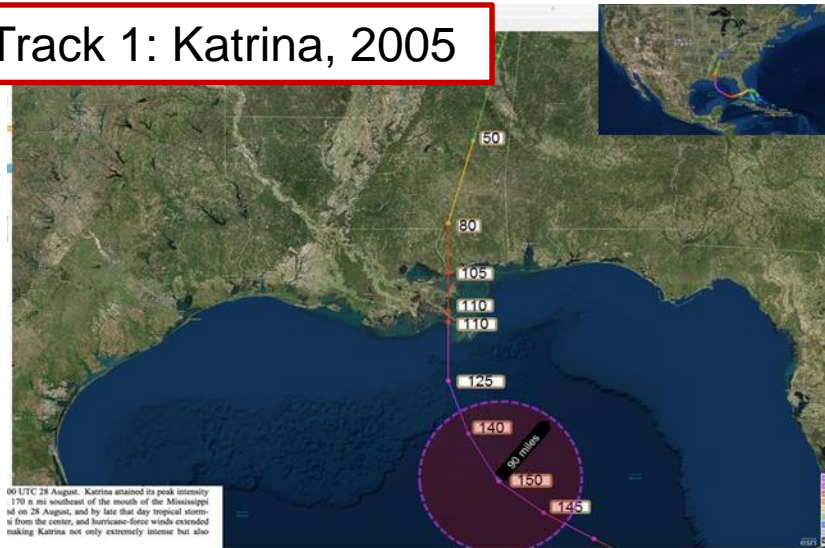 Track 1: Katrina, 2005
50
80
105
110
110
125
140
90 miles
150
145
00 UTC 28 August. Katrina attained its peak intensity
170 n mi southeast of the mouth of the Mississippi
nd on 28 August, and by late that day tropical storm-
mi from the center, and hurricane-force winds extended
making Katrina not only extremely intense but also
esri